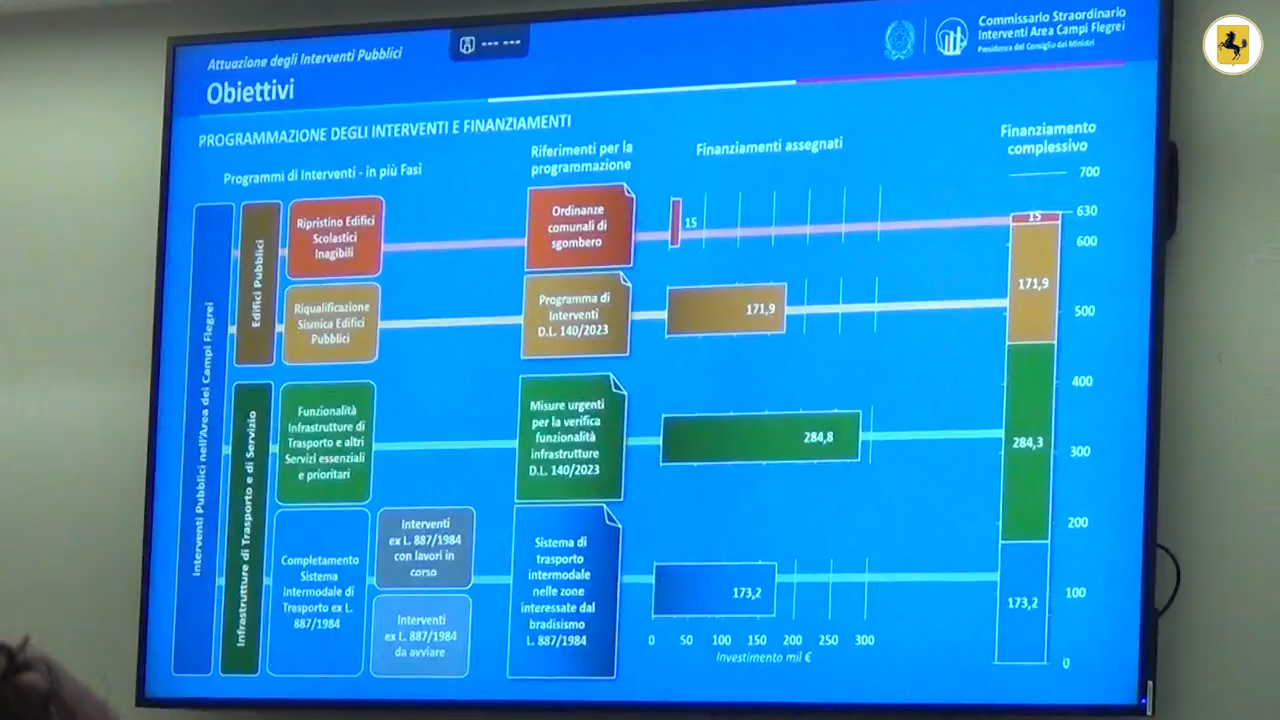 Attuazione degli Interventi Pubblici
Obiettivi
Commissario Straordinario
Interventi Area Campi Flegrei
Presidenza del Consiglio dei Ministri
PROGRAMMAZIONE DEGLI INTERVENTI E FINANZIAMENTI
Programmi di Interventi - in più Fasi
Riferimenti per la
programmazione
Finanziamenti assegnati
Finanziamento
complessivo
Interventi Pubblici nell'Area dei Campi Flegrei
Edifici Pubblici
Ripristino Edifici
Scolastici
Inagibili
Ordinanze
comunali di
sgombero
15
Riqualificazione
Sismica Edifici
Pubblici
Programma di
Interventi
D.L. 140/2023
171,9
Infrastrutture di Trasporto e di Servizio
Funzionalità
Infrastrutture di
Trasporto e altri
Servizi essenziali
e prioritari
Misure urgenti
per la verifica
funzionalità
infrastrutture
D.L. 140/2023
284,8
Completamento
Sistema
Intermodale di
Trasporto ex L.
887/1984
Interventi
ex L. 887/1984
con lavori in
corso
Interventi
ex L. 887/1984
da avviare
Sistema di
trasporto
intermodale
nelle zone
interessate dal
bradisismo
L. 887/1984
173,2
0 50 100 150 200 250 300
Investimento mil €
700
630
600
500
400
300
200
100
0
15
171,9
284,3
173,2